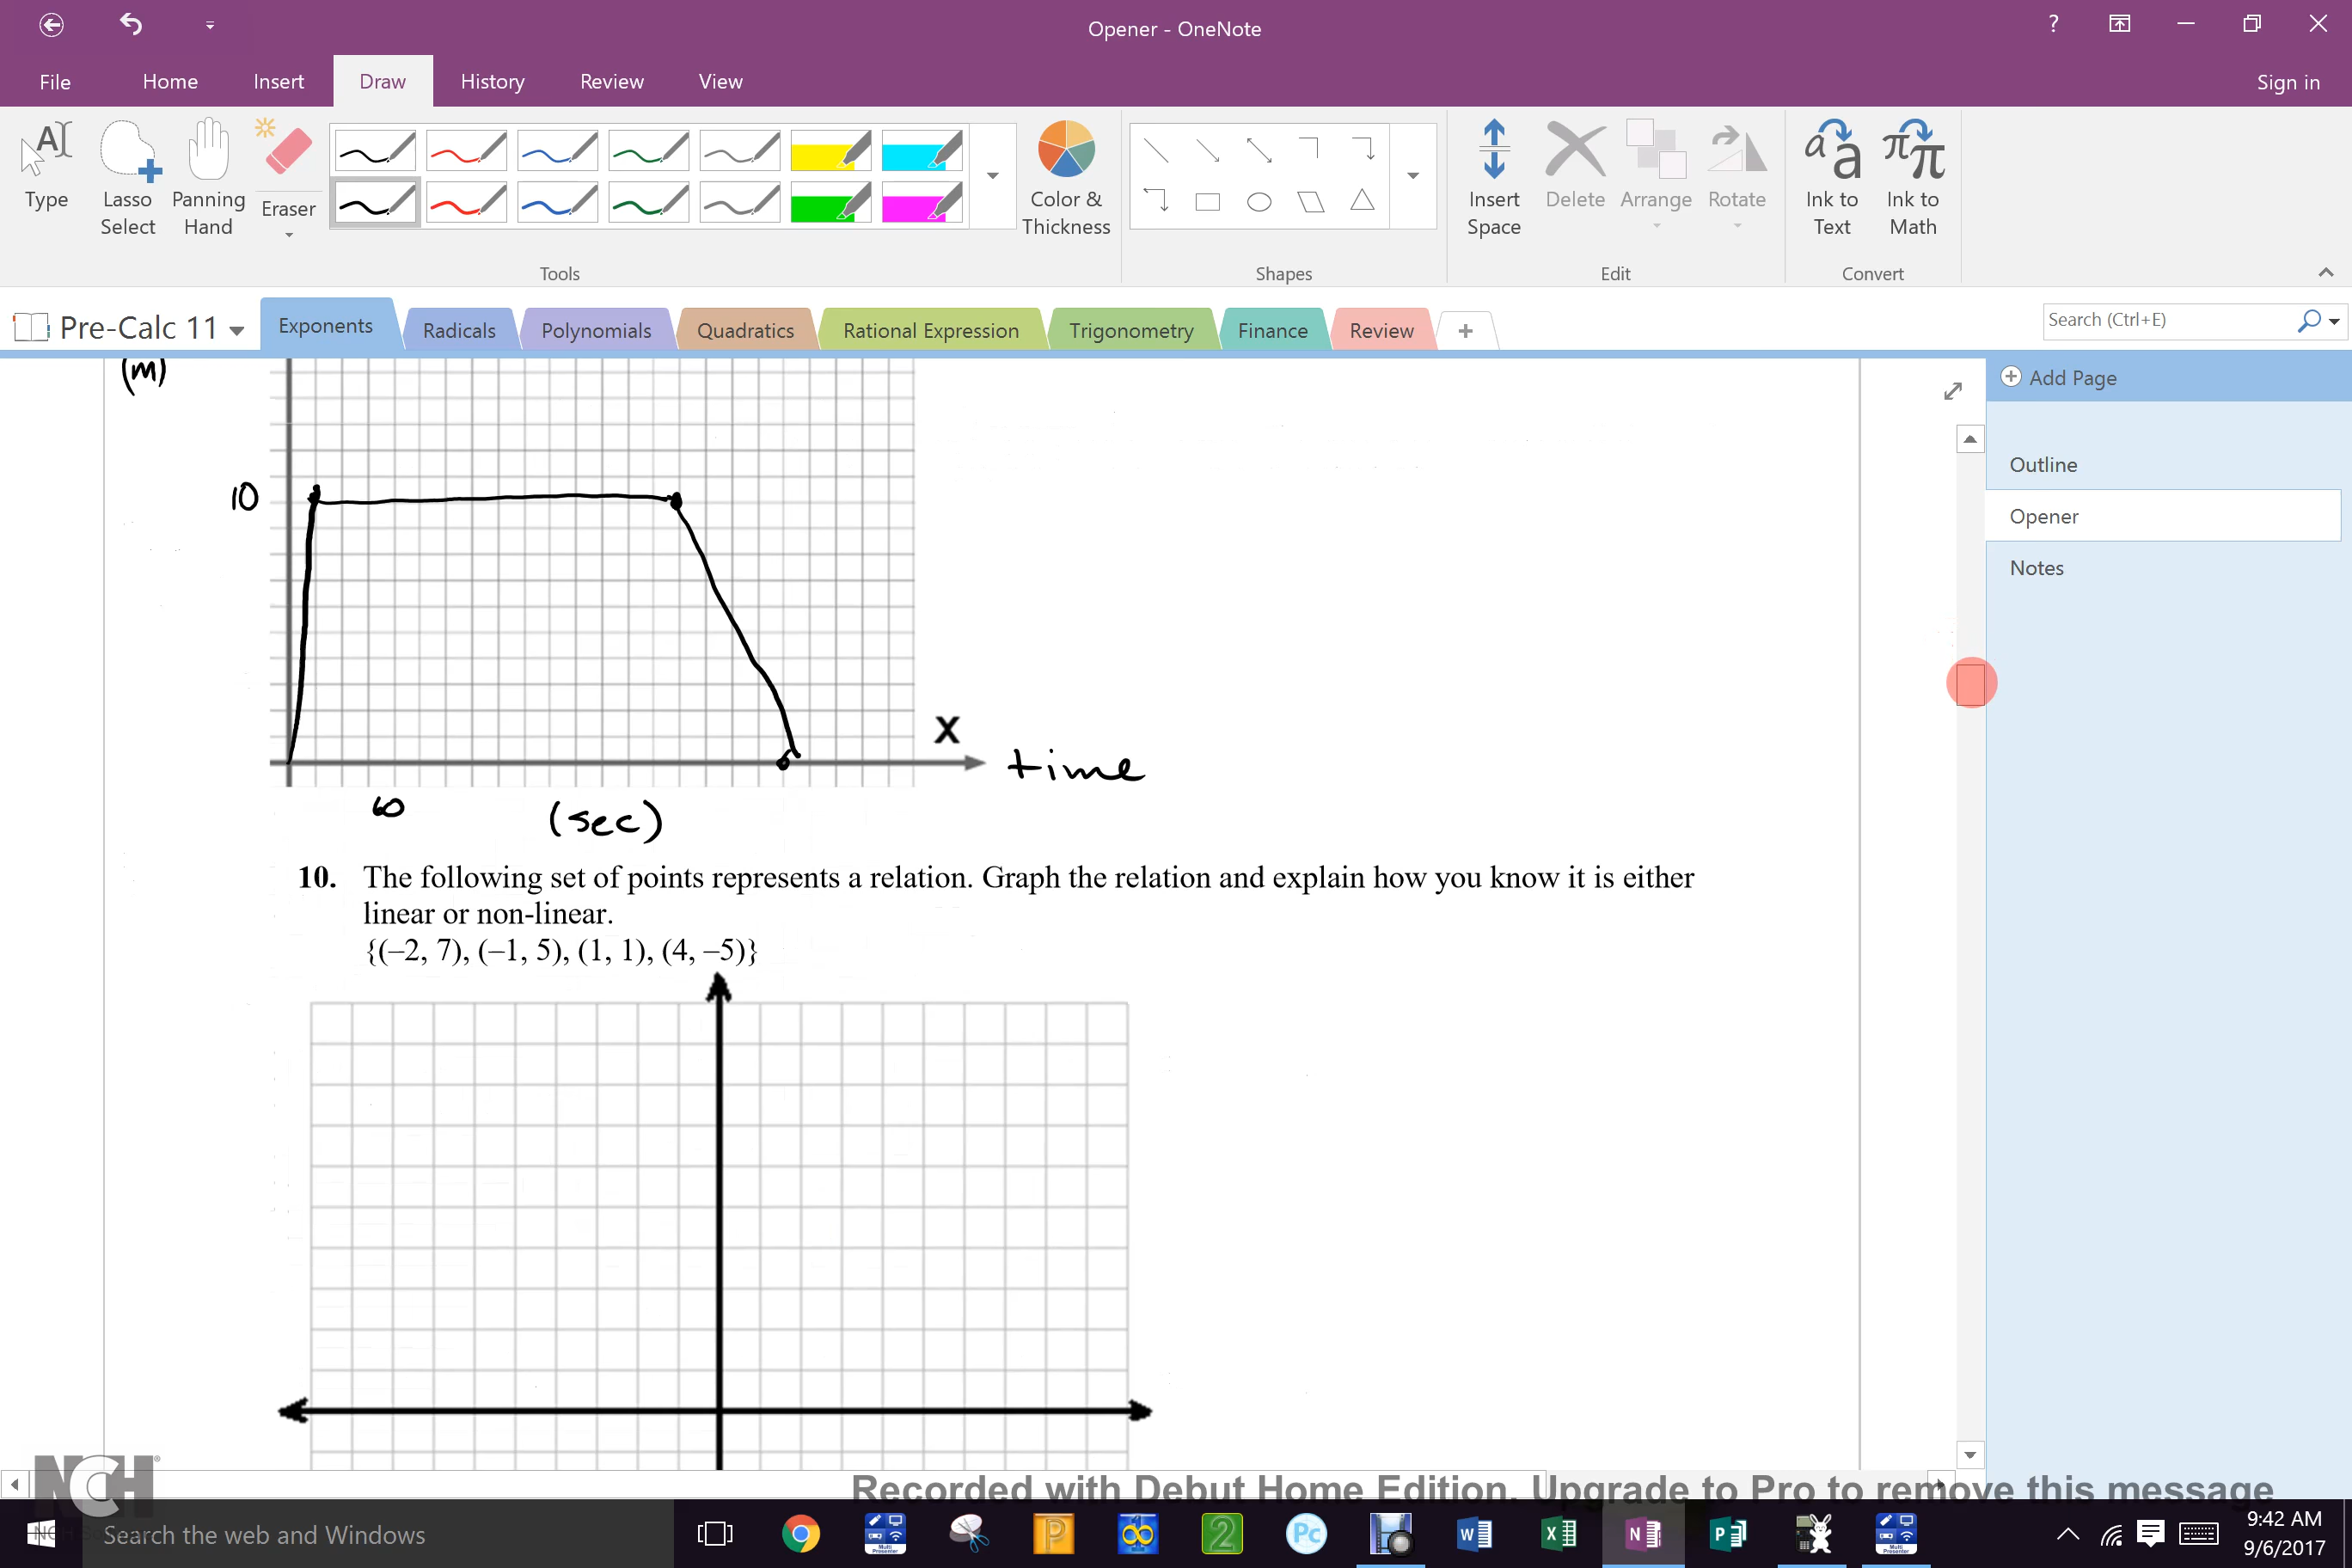 Opener - OneNote
?
File Home Insert Draw History Review View Sign in
Type
Lasso Select
Panning Hand
Eraser
Color & Thickness
Insert Space
Delete
Arrange
Rotate
Ink to Text
Ink to Math
Tools Shapes Edit Convert
Pre-Calc 11 Exponents Radicals Polynomials Quadratics Rational Expression Trigonometry Finance Review +
Search (Ctrl+E)
Add Page
Outline
Opener
Notes
(m)
10
X
time
60
(sec)
10. The following set of points represents a relation. Graph the relation and explain how you know it is either
linear or non-linear.
{(–2, 7), (–1, 5), (1, 1), (4, –5)}
NCH
Recorded with Debut Home Edition. Upgrade to Pro to remove this message
Search the web and Windows
9:42 AM
9/6/2017